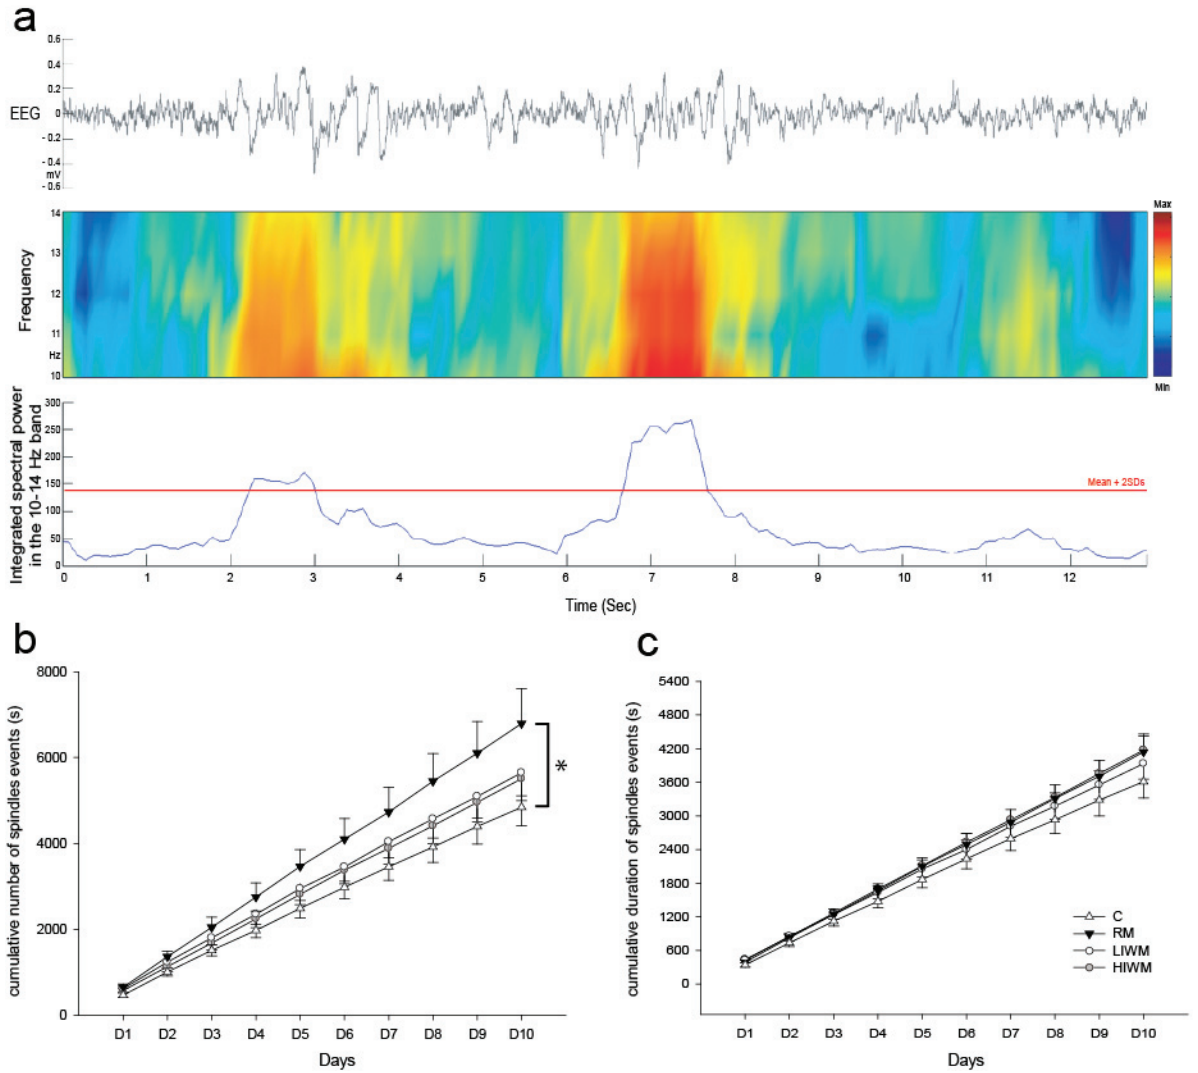 a
0.6
0.4
0.2
EEG 0
- 0.2
- 0.4
mV
- 0.6
Max
Min
Frequency
14
13
12
11
Hz
10
Integrated spectral power
in the 10-14 Hz band
300
250
200
150
100
50
0
Mean + 2SDs
0 1 2 3 4 5 6 7 8 9 10 11 12
Time (Sec)
b
cumulative number of spindles events (s)
8000
6000
4000
2000
0
*
D1 D2 D3 D4 D5 D6 D7 D8 D9 D10
Days
c
cumulative duration of spindles events (s)
5400
4800
4200
3600
3000
2400
1800
1200
600
0
C
RM
LIWM
HIWM
D1 D2 D3 D4 D5 D6 D7 D8 D9 D10
Days